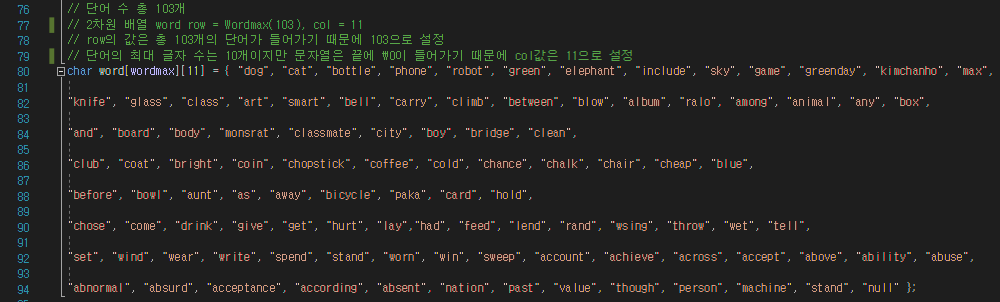 76 // 단어 수 총 103개
77 // 2차원 배열 word row = Wordmax(103), col = 11
78 // row의 값은 총 103개의 단어가 들어가기 때문에 103으로 설정
79 // 단어의 최대 글자 수는 10개이지만 문자열은 끝에 ₩0이 들어가기 때문에 col값은 11으로 설정
80 char word[wordmax][11] = { "dog", "cat", "bottle", "phone", "robot", "green", "elephant", "include", "sky", "game", "greenday", "kimchanho", "max",
81
82 "knife", "glass", "class", "art", "smart", "bell", "carry", "climb", "between", "blow", "album", "ralo", "among", "animal", "any", "box",
83
84 "and", "board", "body", "monsrat", "classmate", "city", "boy", "bridge", "clean",
85
86 "club", "coat", "bright", "coin", "chopstick", "coffee", "cold", "chance", "chalk", "chair", "cheap", "blue",
87
88 "before", "bowl", "aunt", "as", "away", "bicycle", "paka", "card", "hold",
89
90 "chose", "come", "drink", "give", "get", "hurt", "lay","had", "feed", "lend", "rand", "wsing", "throw", "wet", "tell",
91
92 "set", "wind", "wear", "write", "spend", "stand", "worn", "win", "sweep", "account", "achieve", "across", "accept", "above", "ability", "abuse",
93
94 "abnormal", "absurd", "acceptance", "according", "absent", "nation", "past", "value", "though", "person", "machine", "stand", "null" };